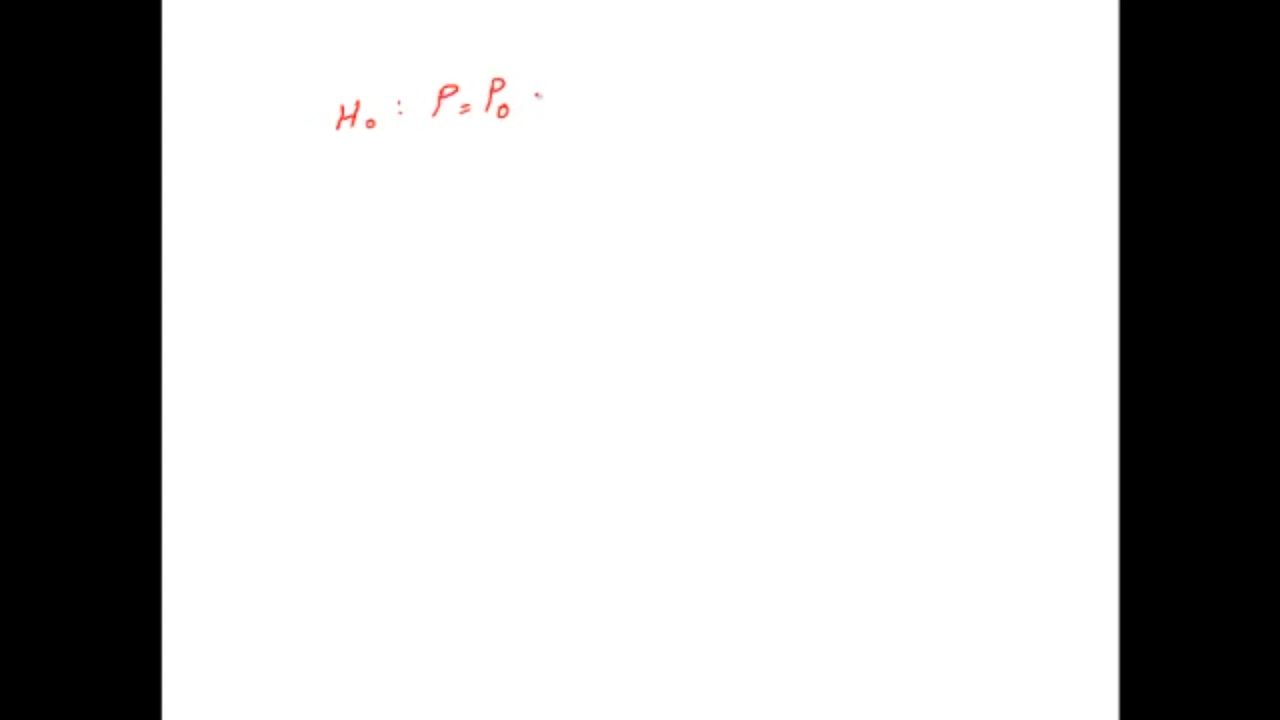 H₀ : P = P₀